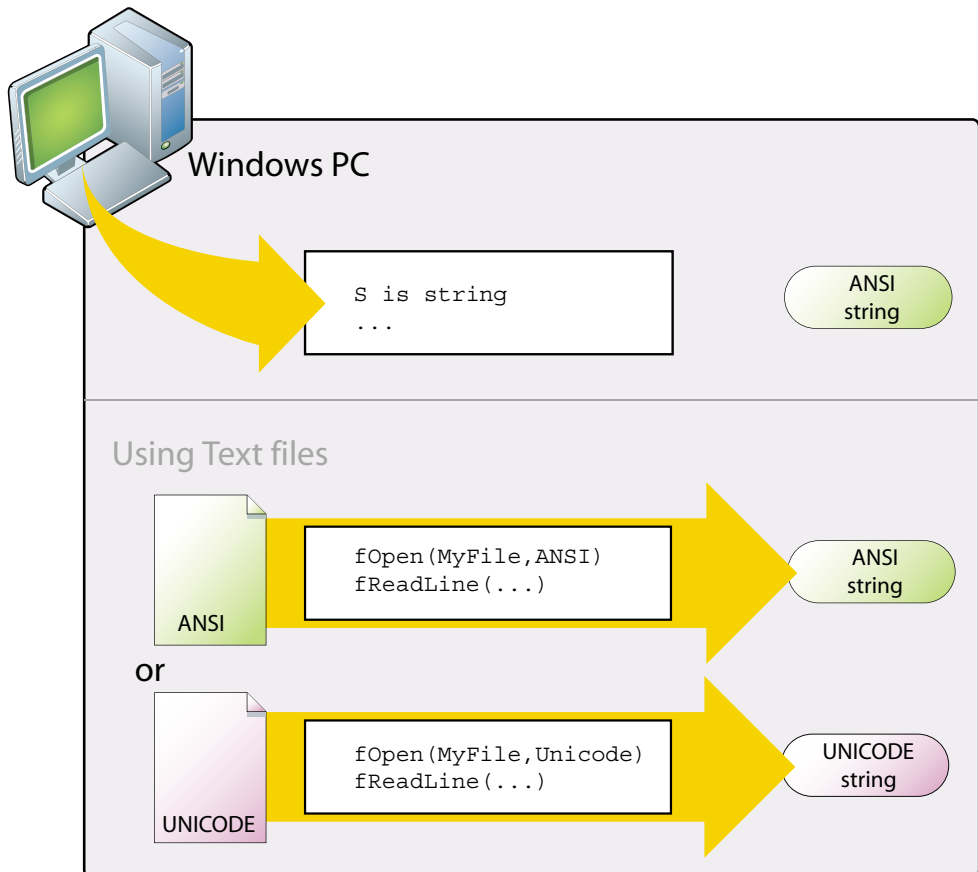 Windows PC
S is string
...
ANSI
string
Using Text files
ANSI
fOpen(MyFile,ANSI)
fReadLine(...)
ANSI
string
or
UNICODE
fOpen(MyFile,Unicode)
fReadLine(...)
UNICODE
string